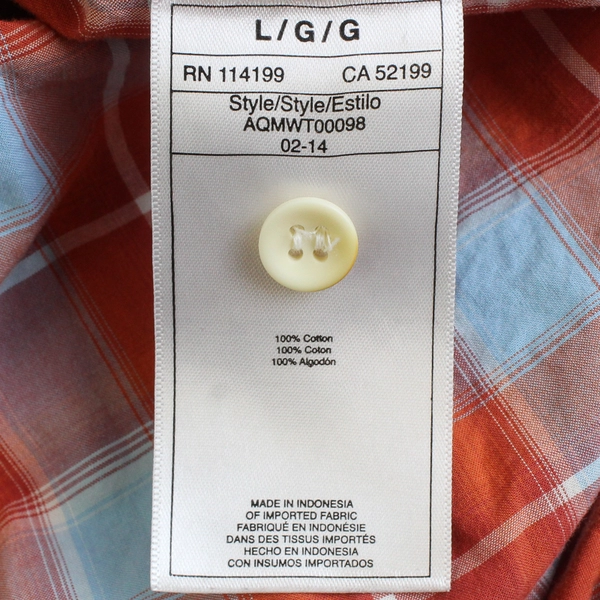 L/G/G
RN 114199 CA 52199
Style/Style/Estilo
AQMWT00098
02-14
100% Cotton
100% Coton
100% Algodón
MADE IN INDONESIA
OF IMPORTED FABRIC
FABRIQUÉ EN INDONÉSIE
DANS DES TISSUS IMPORTÉS
HECHO EN INDONESIA
CON INSUMOS IMPORTADOS